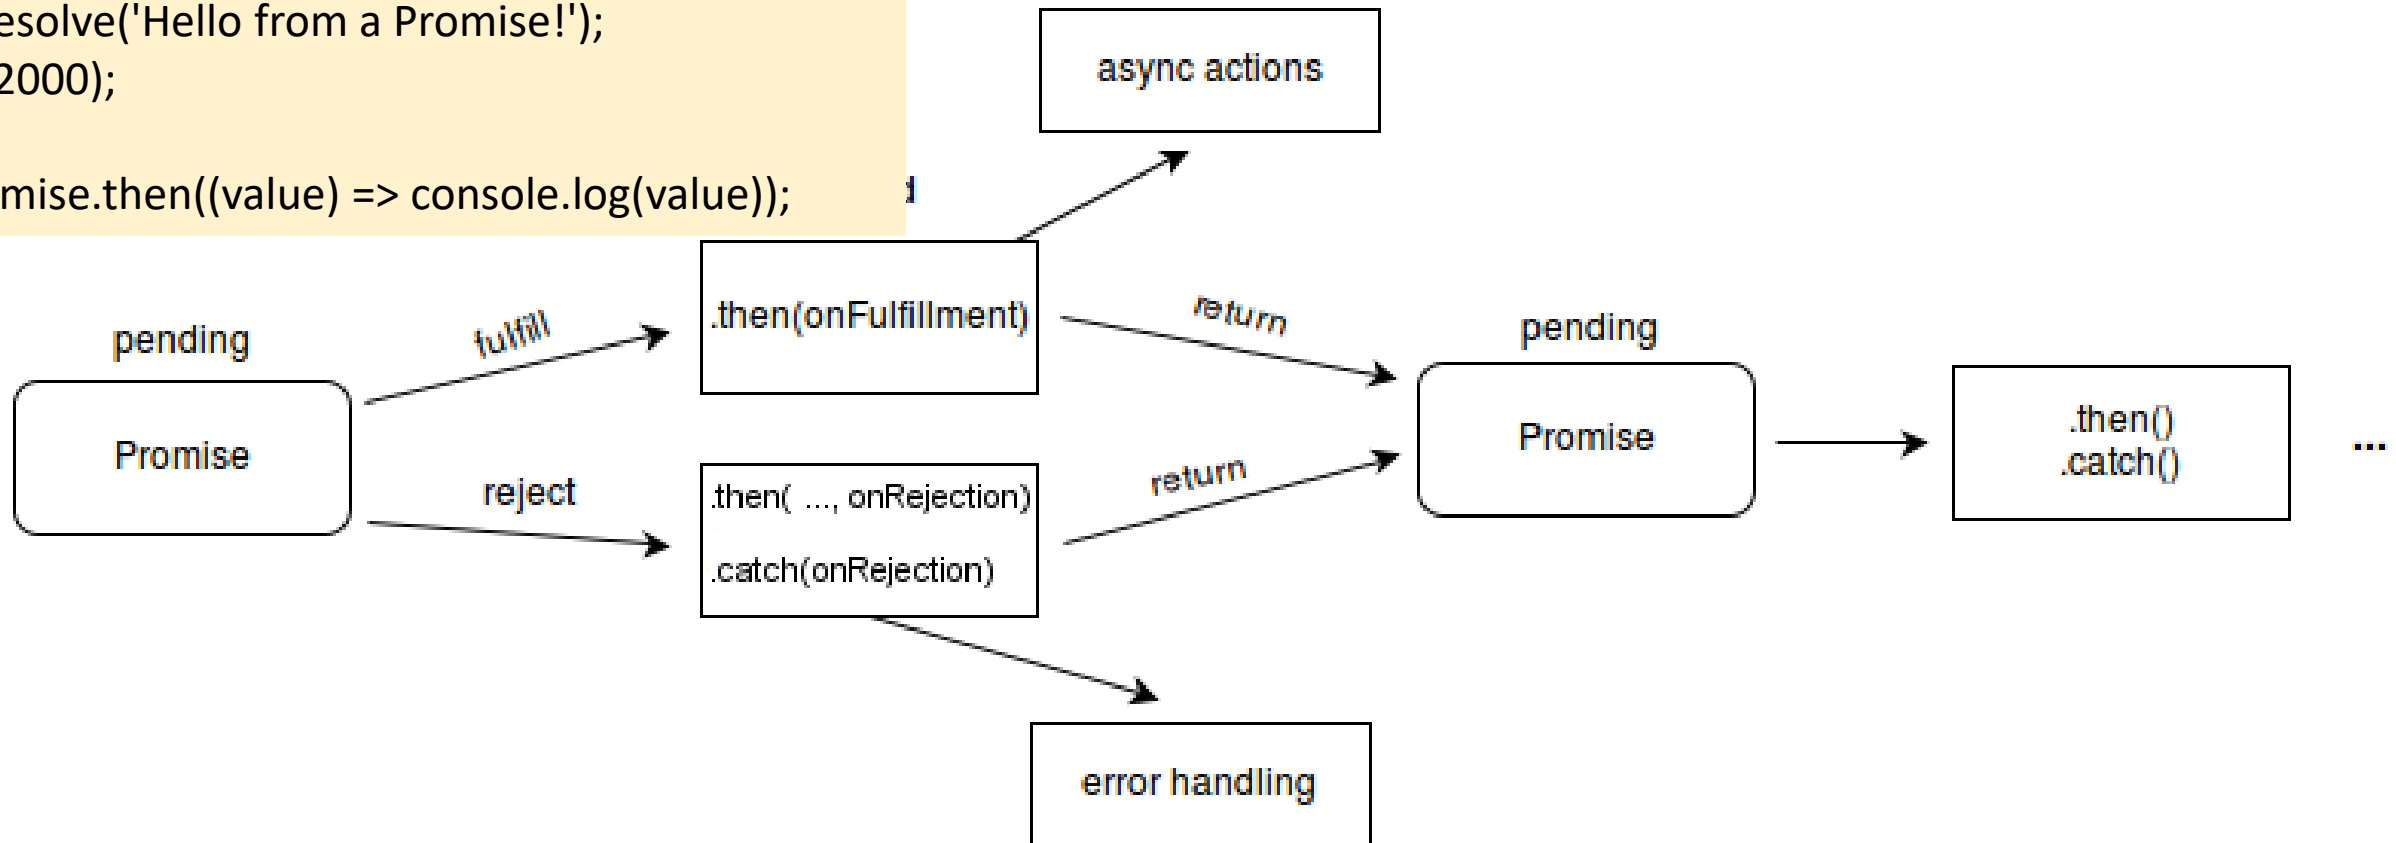 esolve('Hello from a Promise!');
2000);
mise.then((value) => console.log(value));
async actions
d
.then(onFulfillment)
fulfill
return
pending
pending
Promise
Promise
.then()
.catch()
...
reject
return
.then( ..., onRejection)
.catch(onRejection)
error handling